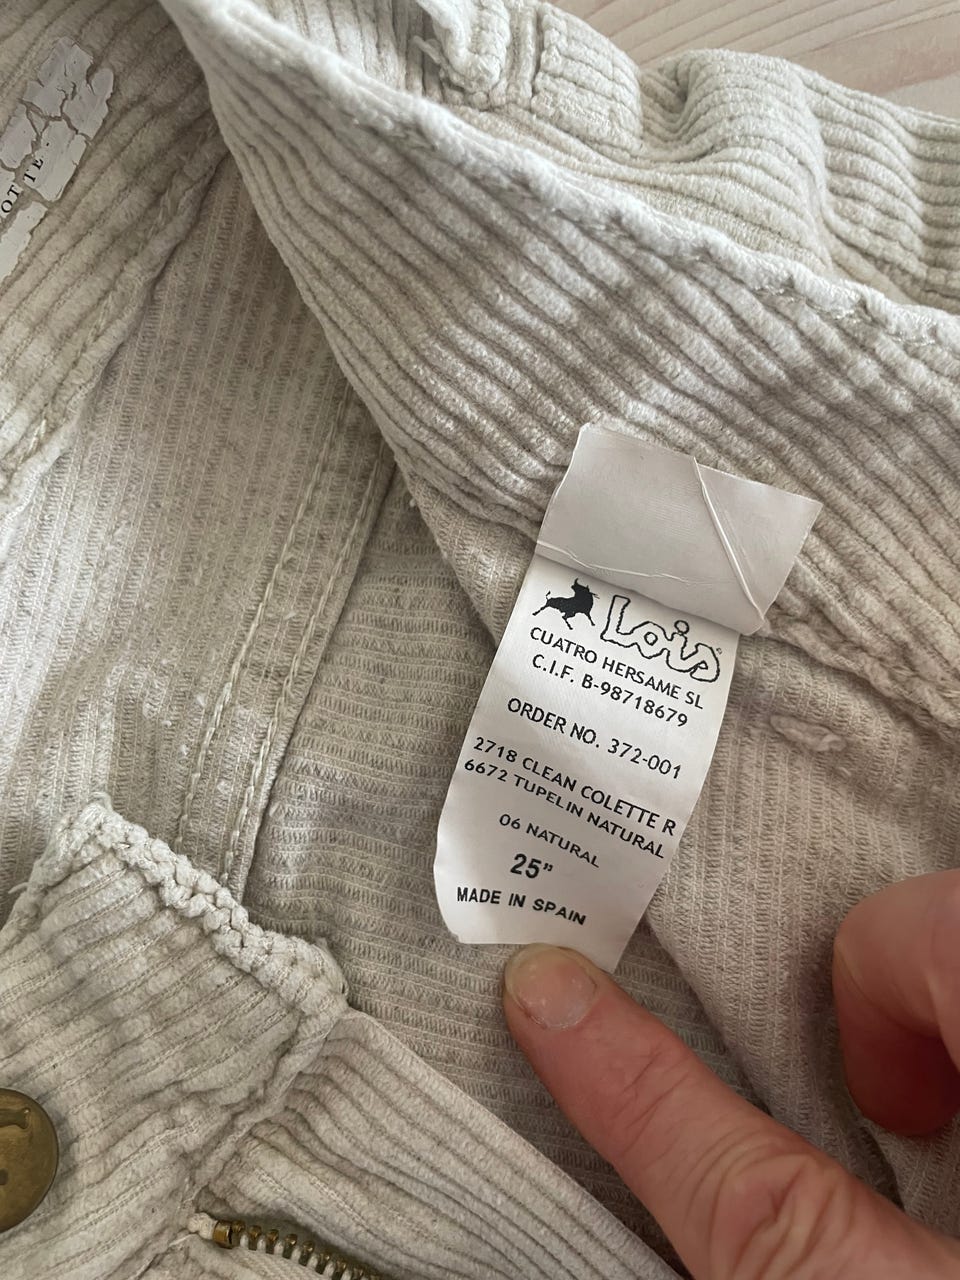 OTTE.
Lois
CUATRO HERSAME SL
C.I.F. B-98718679
ORDER NO. 372-001
2718 CLEAN COLETTE R
6672 TUPELIN NATURAL
06 NATURAL
25”
MADE IN SPAIN